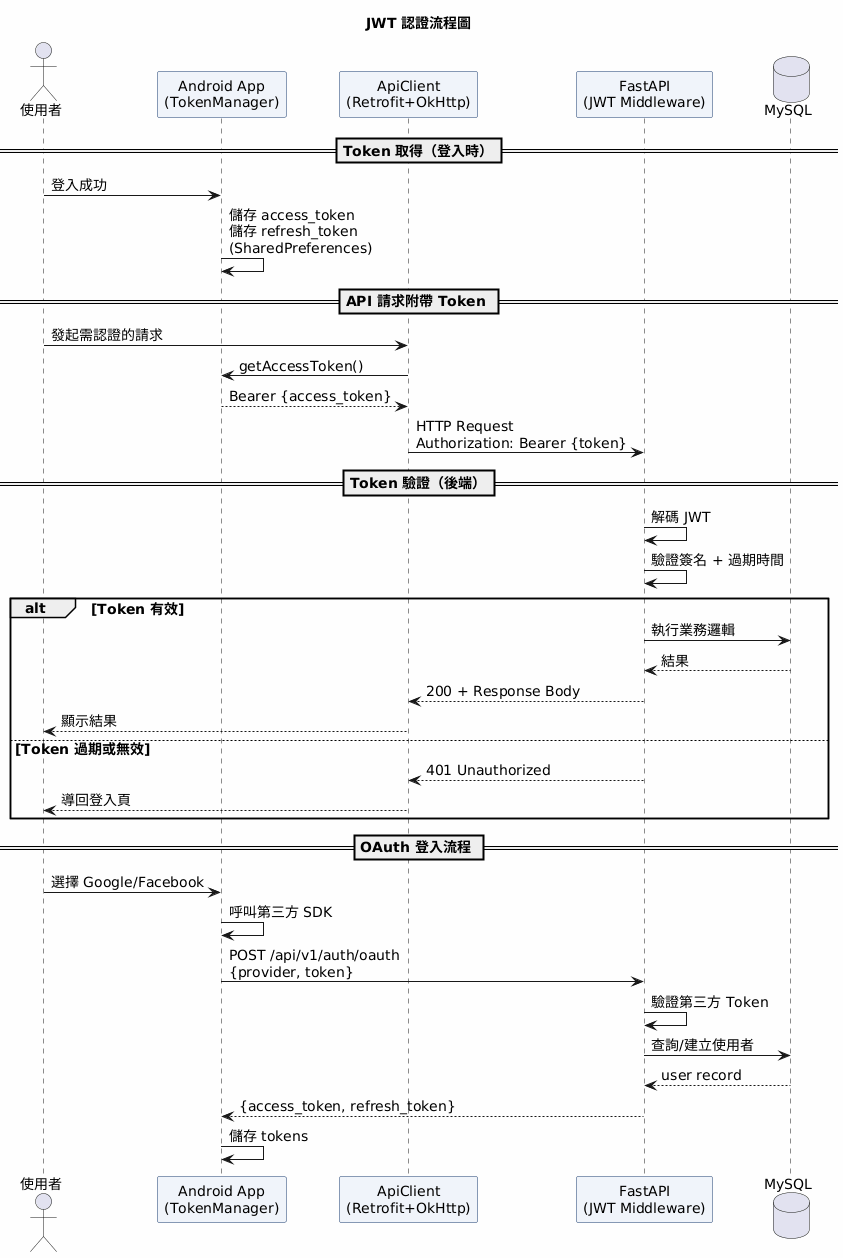 JWT 認證流程圖
使用者
Android App
(TokenManager)
ApiClient
(Retrofit+OkHttp)
FastAPI
(JWT Middleware)
MySQL
Token 取得（登入時）
登入成功
儲存 access_token
儲存 refresh_token
(SharedPreferences)
API 請求附帶 Token
發起需認證的請求
getAccessToken()
Bearer {access_token}
HTTP Request
Authorization: Bearer {token}
Token 驗證（後端）
解碼 JWT
驗證簽名 + 過期時間
alt [Token 有效]
執行業務邏輯
結果
200 + Response Body
顯示結果
[Token 過期或無效]
401 Unauthorized
導回登入頁
OAuth 登入流程
選擇 Google/Facebook
呼叫第三方 SDK
POST /api/v1/auth/oauth
{provider, token}
驗證第三方 Token
查詢/建立使用者
user record
{access_token, refresh_token}
儲存 tokens
使用者
Android App
(TokenManager)
ApiClient
(Retrofit+OkHttp)
FastAPI
(JWT Middleware)
MySQL